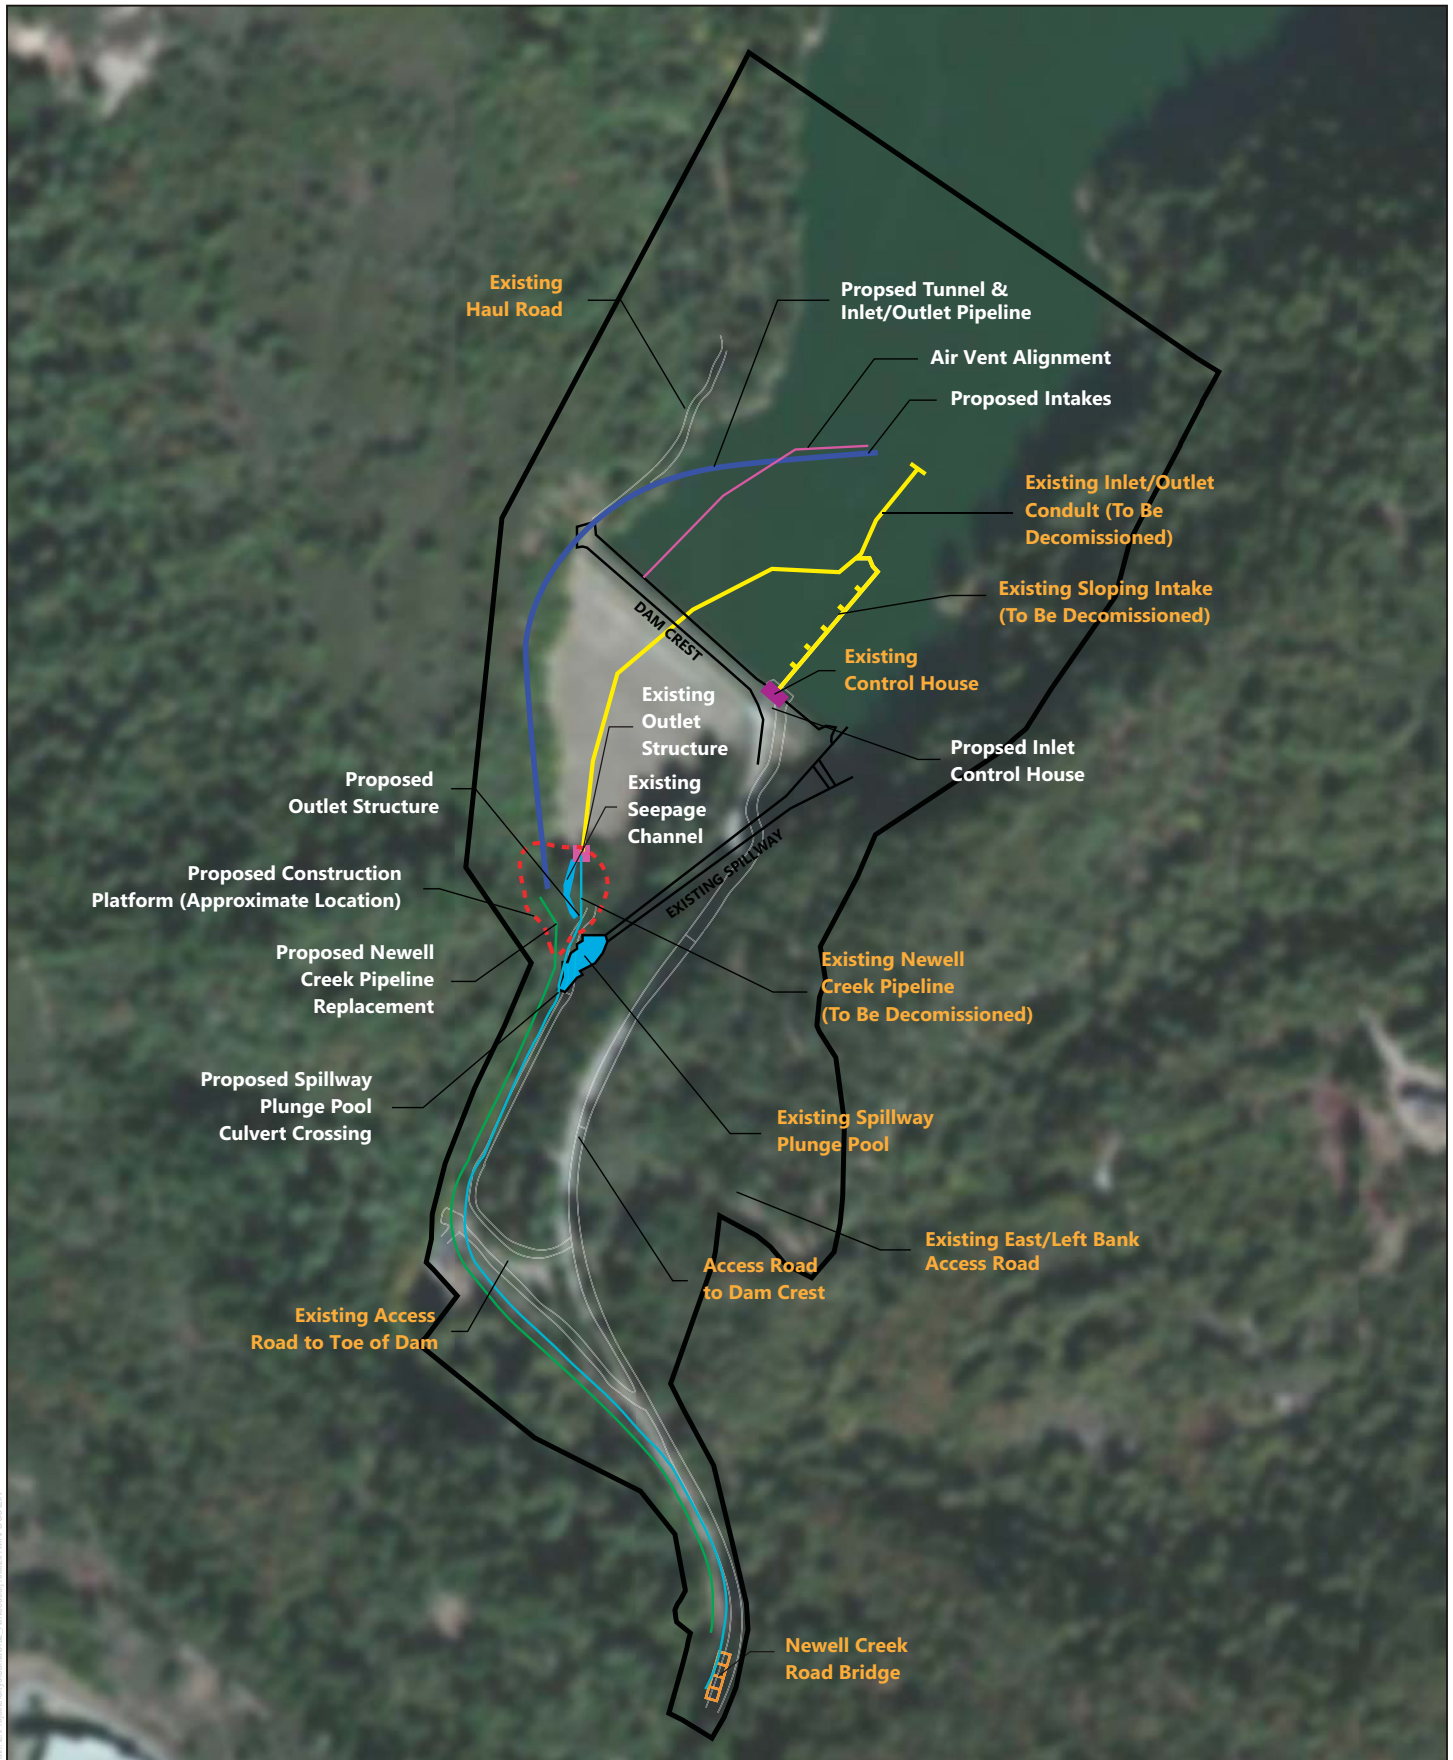 Existing
Haul Road
Propsed Tunnel &
Inlet/Outlet Pipeline
Air Vent Alignment
Proposed Intakes
Existing Inlet/Outlet
Condult (To Be
Decomissioned)
Existing Sloping Intake
(To Be Decomissioned)
DAM CREST
Existing
Control House
Existing
Outlet
Structure
Propsed Inlet
Control House
Existing
Seepage
Channel
Proposed
Outlet Structure
EXISTING SPILLWAY
Proposed Construction
Platform (Approximate Location)
Proposed Newell
Creek Pipeline
Replacement
Existing Newell
Creek Pipeline
(To Be Decomissioned)
Proposed Spillway
Plunge Pool
Culvert Crossing
Existing Spillway
Plunge Pool
Existing East/Left Bank
Access Road
Access Road
to Dam Crest
Existing Access
Road to Toe of Dam
Newell Creek
Road Bridge